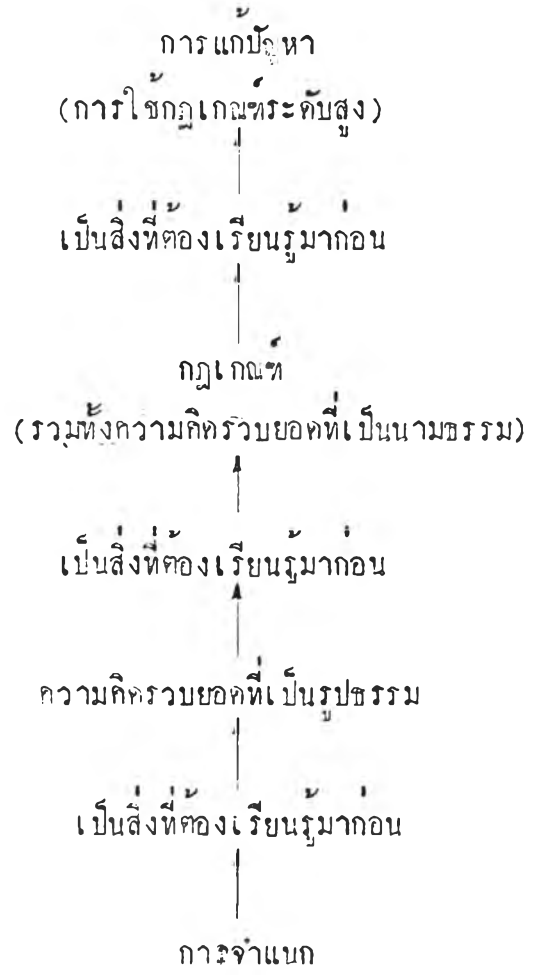 การแก้ปัญหา
(การใช้กฎเกณฑ์ระดับสูง)
เป็นสิ่งที่ต้องเรียนรู้มาก่อน
กฎเกณฑ์
(รวมทั้งความคิดรวบยอดที่เป็นนามธรรม)
เป็นสิ่งที่ต้องเรียนรู้มาก่อน
ความคิดรวบยอดที่เป็นรูปธรรม
เป็นสิ่งที่ต้องเรียนรู้มาก่อน
การจำแนก